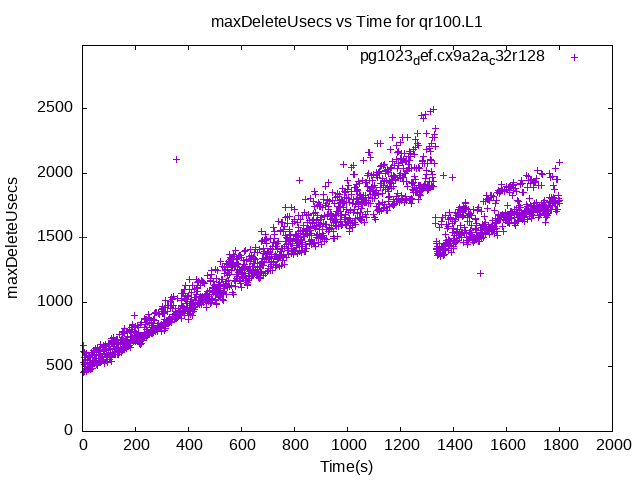 maxDeleteUsecs vs Time for qr100.L1
pg1023def.cx9a2ac32r128
2500
2000
1500
1000
500
0
maxDeleteUsecs
0 200 400 600 800 1000 1200 1400 1600 1800 2000
Time(s)